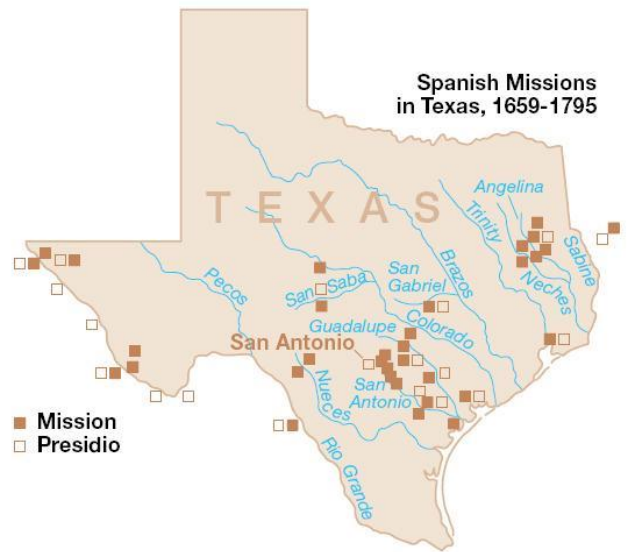 Spanish Missions
in Texas, 1659-1795
TEXAS
Angelina
Trinity
Sabine
Neches
Brazos
Pecos
San Saba
San
Gabriel
Colorado
Guadalupe
San Antonio
San
Antonio
Nueces
Rio Grande
Mission
Presidio